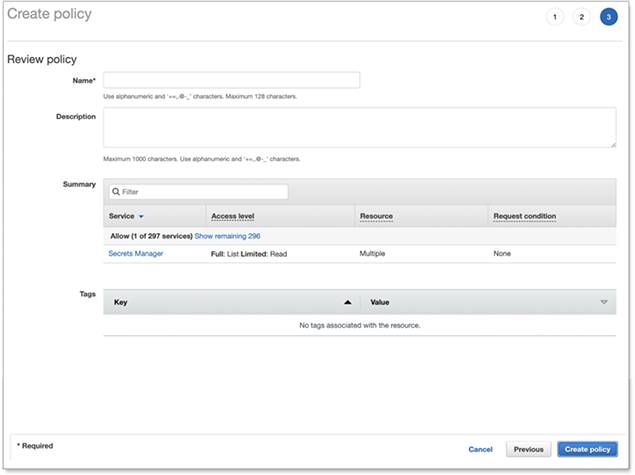 Create policy
1 2 3
Review policy
Name*
Use alphanumeric and '+=,.@-_' characters. Maximum 128 characters.
Description
Maximum 1000 characters. Use alphanumeric and '+=,.@-_' characters.
Summary
Filter
Service Access level Resource Request condition
Allow (1 of 297 services) Show remaining 296
Secrets Manager Full: List Limited: Read Multiple None
Tags
Key Value
No tags associated with the resource.
* Required
Cancel Previous Create policy